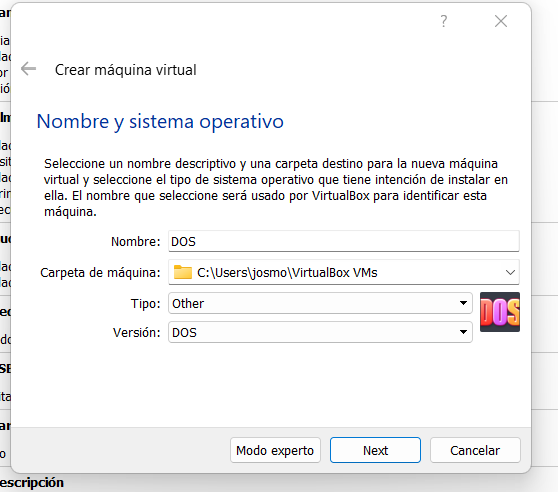 Crear máquina virtual
Nombre y sistema operativo
Seleccione un nombre descriptivo y una carpeta destino para la nueva máquina
virtual y seleccione el tipo de sistema operativo que tiene intención de instalar en
ella. El nombre que seleccione será usado por VirtualBox para identificar esta
máquina.
Nombre: DOS
Carpeta de máquina: C:\Users\josmo\VirtualBox VMs
Tipo: Other
DOS
Versión: DOS
Modo experto Next Cancelar